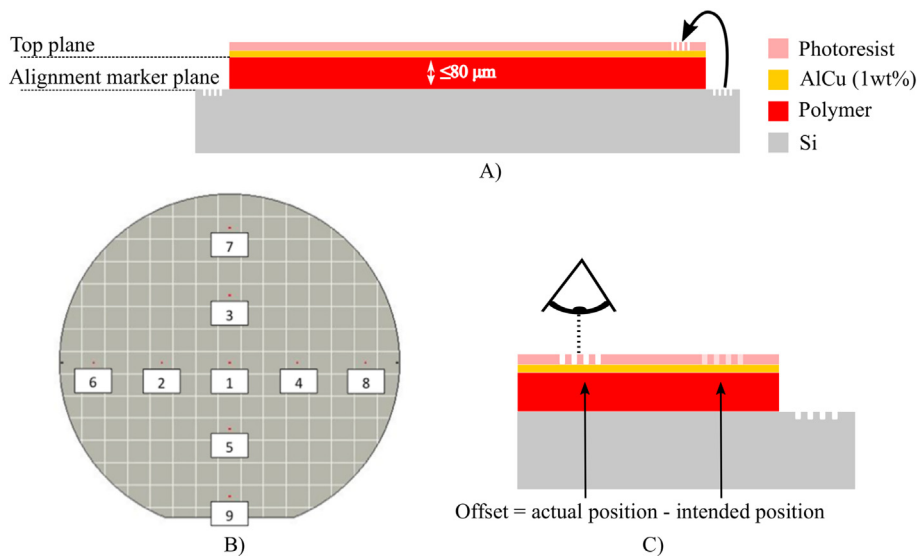 Top plane
Alignment marker plane
≤80 μm
Photoresist
AlCu (1wt%)
Polymer
Si
A)
7
3
6
2
1
4
8
5
9
B)
Offset = actual position - intended position
C)